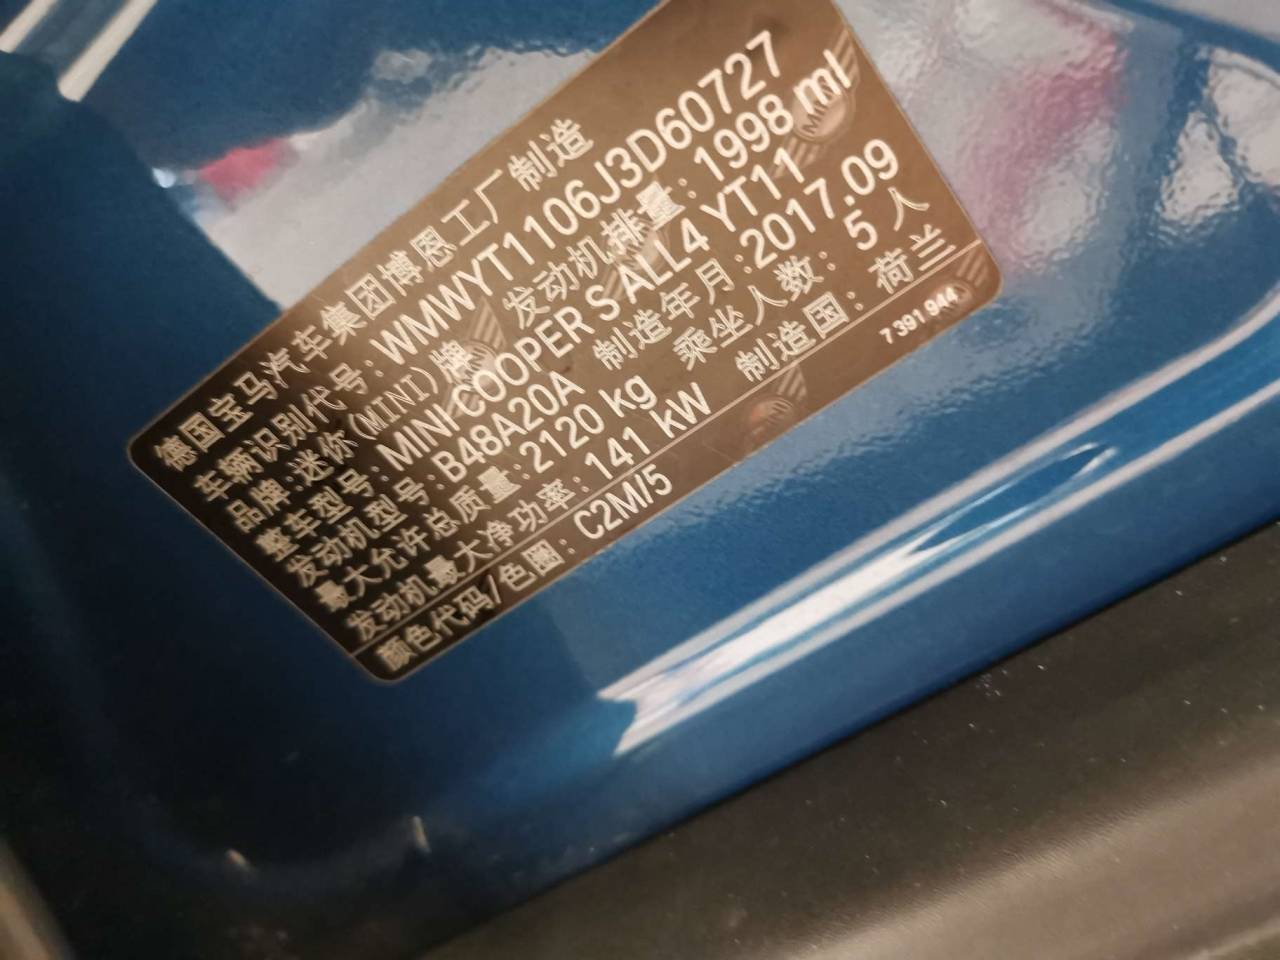 德国宝马汽车集团博恩工厂制造
车辆识别代号: WMWYT1106J3D60727
品牌:迷你(MINI)牌 发动机排量: 1998 ml
整车型号: MINI COOPER S ALL4 YT11
发动机型号: B48A20A 制造年月: 2017.09
最大允许总质量: 2120 kg 乘坐人数: 5 人
发动机最大净功率: 141 kW 制造国: 荷兰
颜色代码/色圈: C2M/5
7 391 944
MINI
MINI